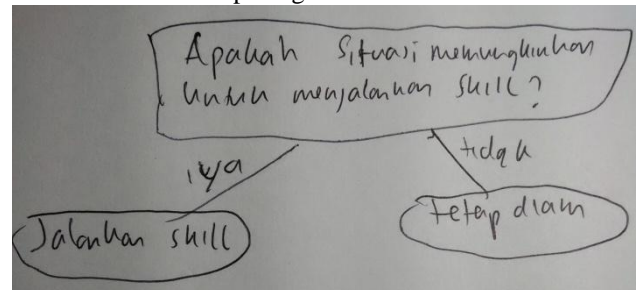 Apakah Situasi memungkinkan
untuk menjalankan skill?
iya
tidak
Jalankan skill
tetap diam